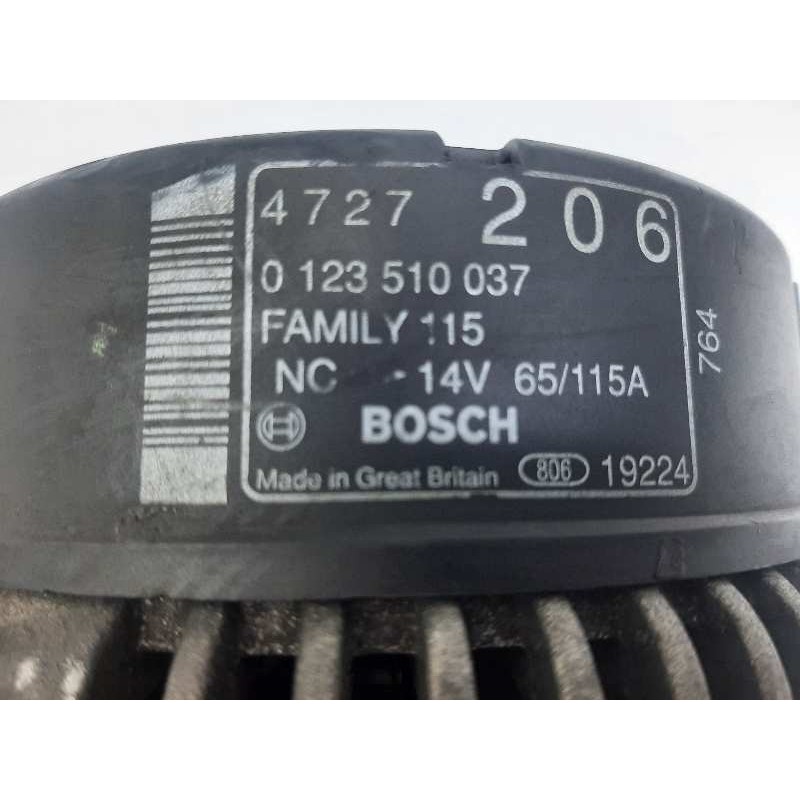 4727 206
0 123 510 037
FAMILY 115
NC - 14V 65/115A
BOSCH
Made in Great Britain 806 19224
764